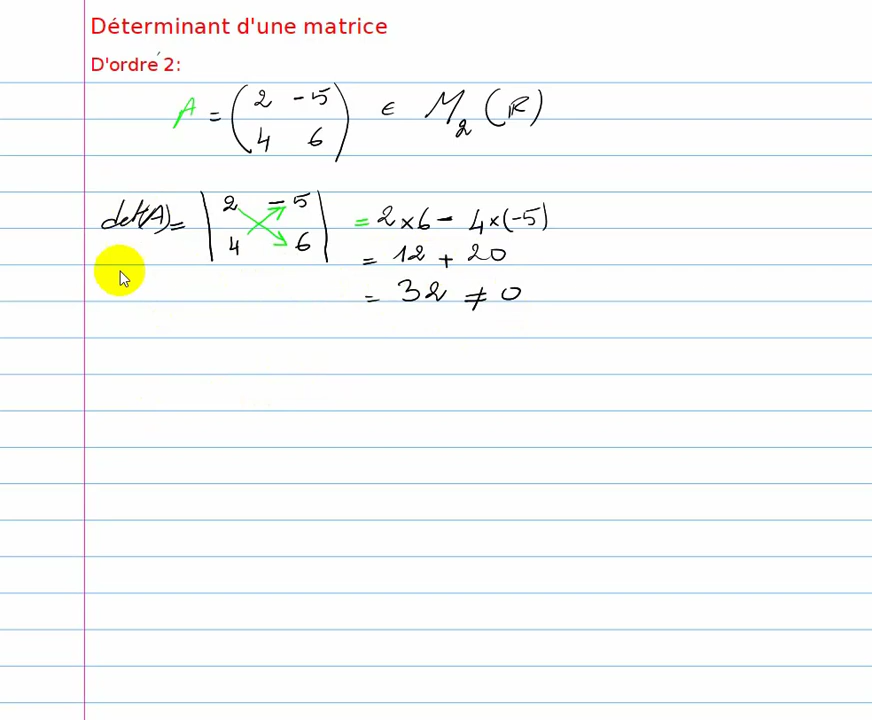 Déterminant d'une matrice
D'ordre 2:
A = ( 2 -5
4 6 ) ∈ M₂ (ℝ)
det(A) = | 2 -5
4 6 | = 2×6 - 4×(-5)
= 12 + 20
= 32 ≠ 0